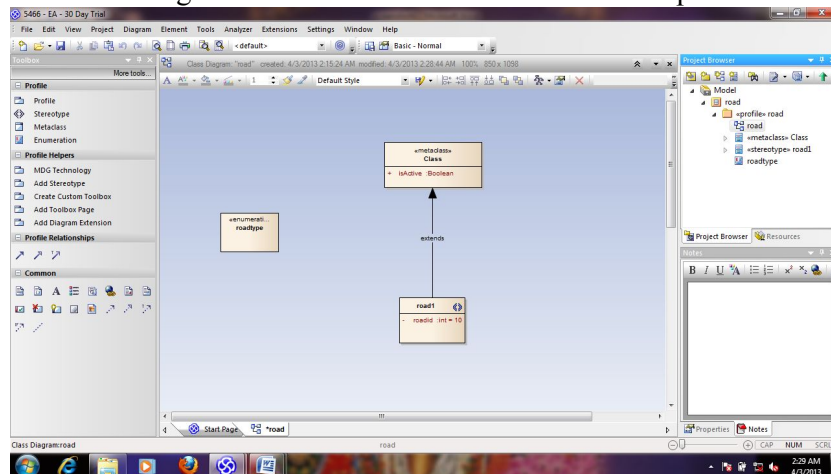 5466 - EA - 30 Day Trial
File Edit View Project Diagram Element Tools Analyzer Extensions Settings Window Help
<default> Basic - Normal
Toolbox
More tools...
Profile
Profile
Stereotype
Metaclass
Enumeration
Profile Helpers
MDG Technology
Add Stereotype
Create Custom Toolbox
Add Toolbox Page
Add Diagram Extension
Profile Relationships
Common
Class Diagram: "road" created: 4/3/2013 2:15:24 AM modified: 4/3/2013 2:28:44 AM 100% 850 x 1098
1 Default Style
«metaclass»
Class
+ isActive :Boolean
«enumerati...
roadtype
extends
road1
- roadid :int = 10
Start Page *road
Project Browser
Model
road
«profile» road
road
«metaclass» Class
«stereotype» road1
roadtype
Project Browser Resources
Notes
B I U A
Properties Notes
Class Diagram:road road CAP NUM SCRL
2:29 AM
4/3/2013